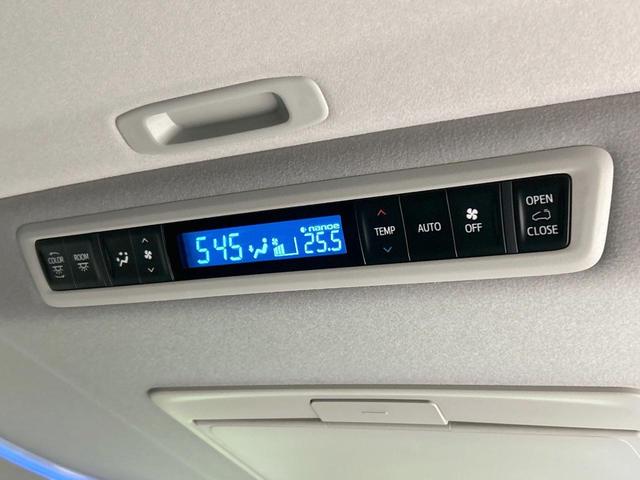 COLOR
ROOM
5:45
nanoe
25.5
TEMP
AUTO
OFF
OPEN
CLOSE